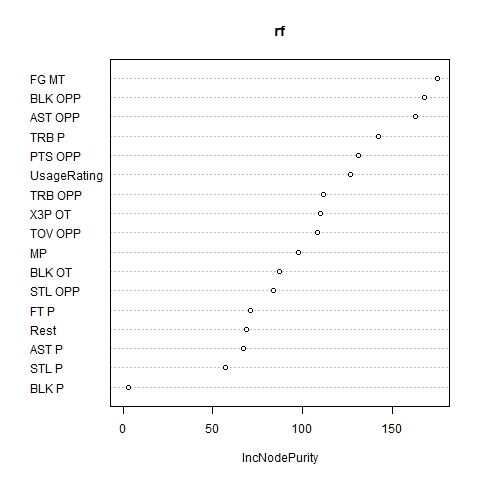 rf
FG MT
BLK OPP
AST OPP
TRB P
PTS OPP
UsageRating
TRB OPP
X3P OT
TOV OPP
MP
BLK OT
STL OPP
FT P
Rest
AST P
STL P
BLK P
0 50 100 150
IncNodePurity